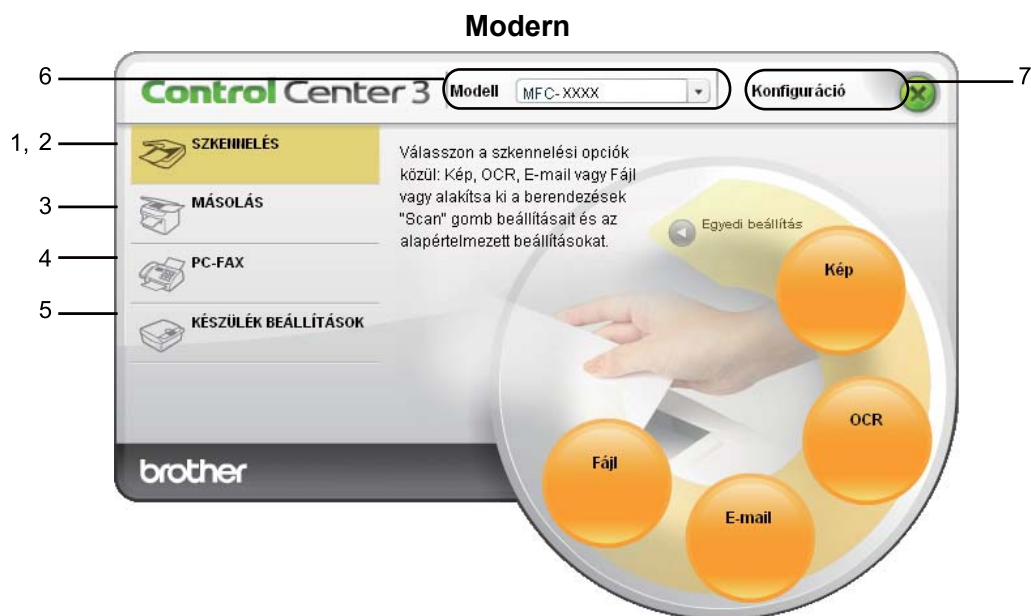 Modern
6
Control Center 3
Modell
MFC-XXXX
Konfiguráció
7
1, 2
SZKENNELÉS
3
MÁSOLÁS
4
PC-FAX
5
KÉSZÜLÉK BEÁLLÍTÁSOK
Válasszon a szkennelési opciók
közül: Kép, OCR, E-mail vagy Fájl
vagy alakítsa ki a berendezések
"Scan" gomb beállításait és az
alapértelmezett beállításokat.
Egyedi beállítás
Kép
OCR
E-mail
Fájl
brother